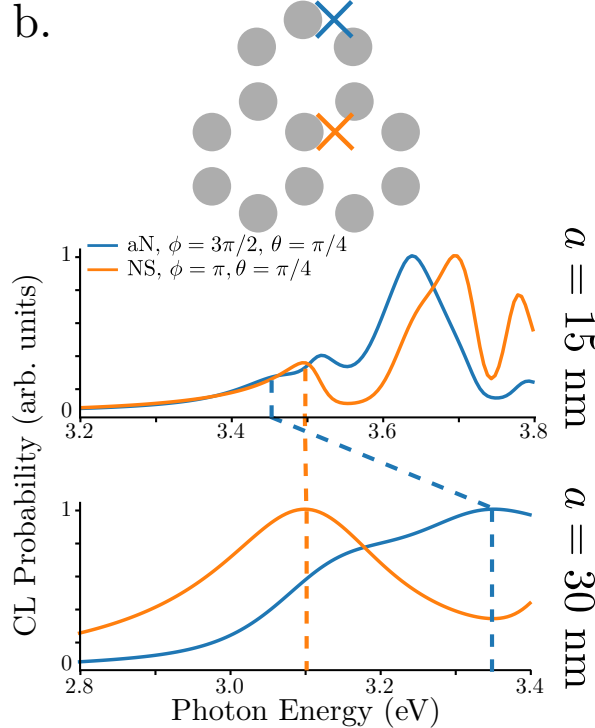 b.
aN, ϕ = 3π/2, θ = π/4
NS, ϕ = π, θ = π/4
1
0
3.2
3.4
3.6
3.8
a = 15 nm
CL Probability (arb. units)
1
0
2.8
3.0
3.2
3.4
a = 30 nm
Photon Energy (eV)